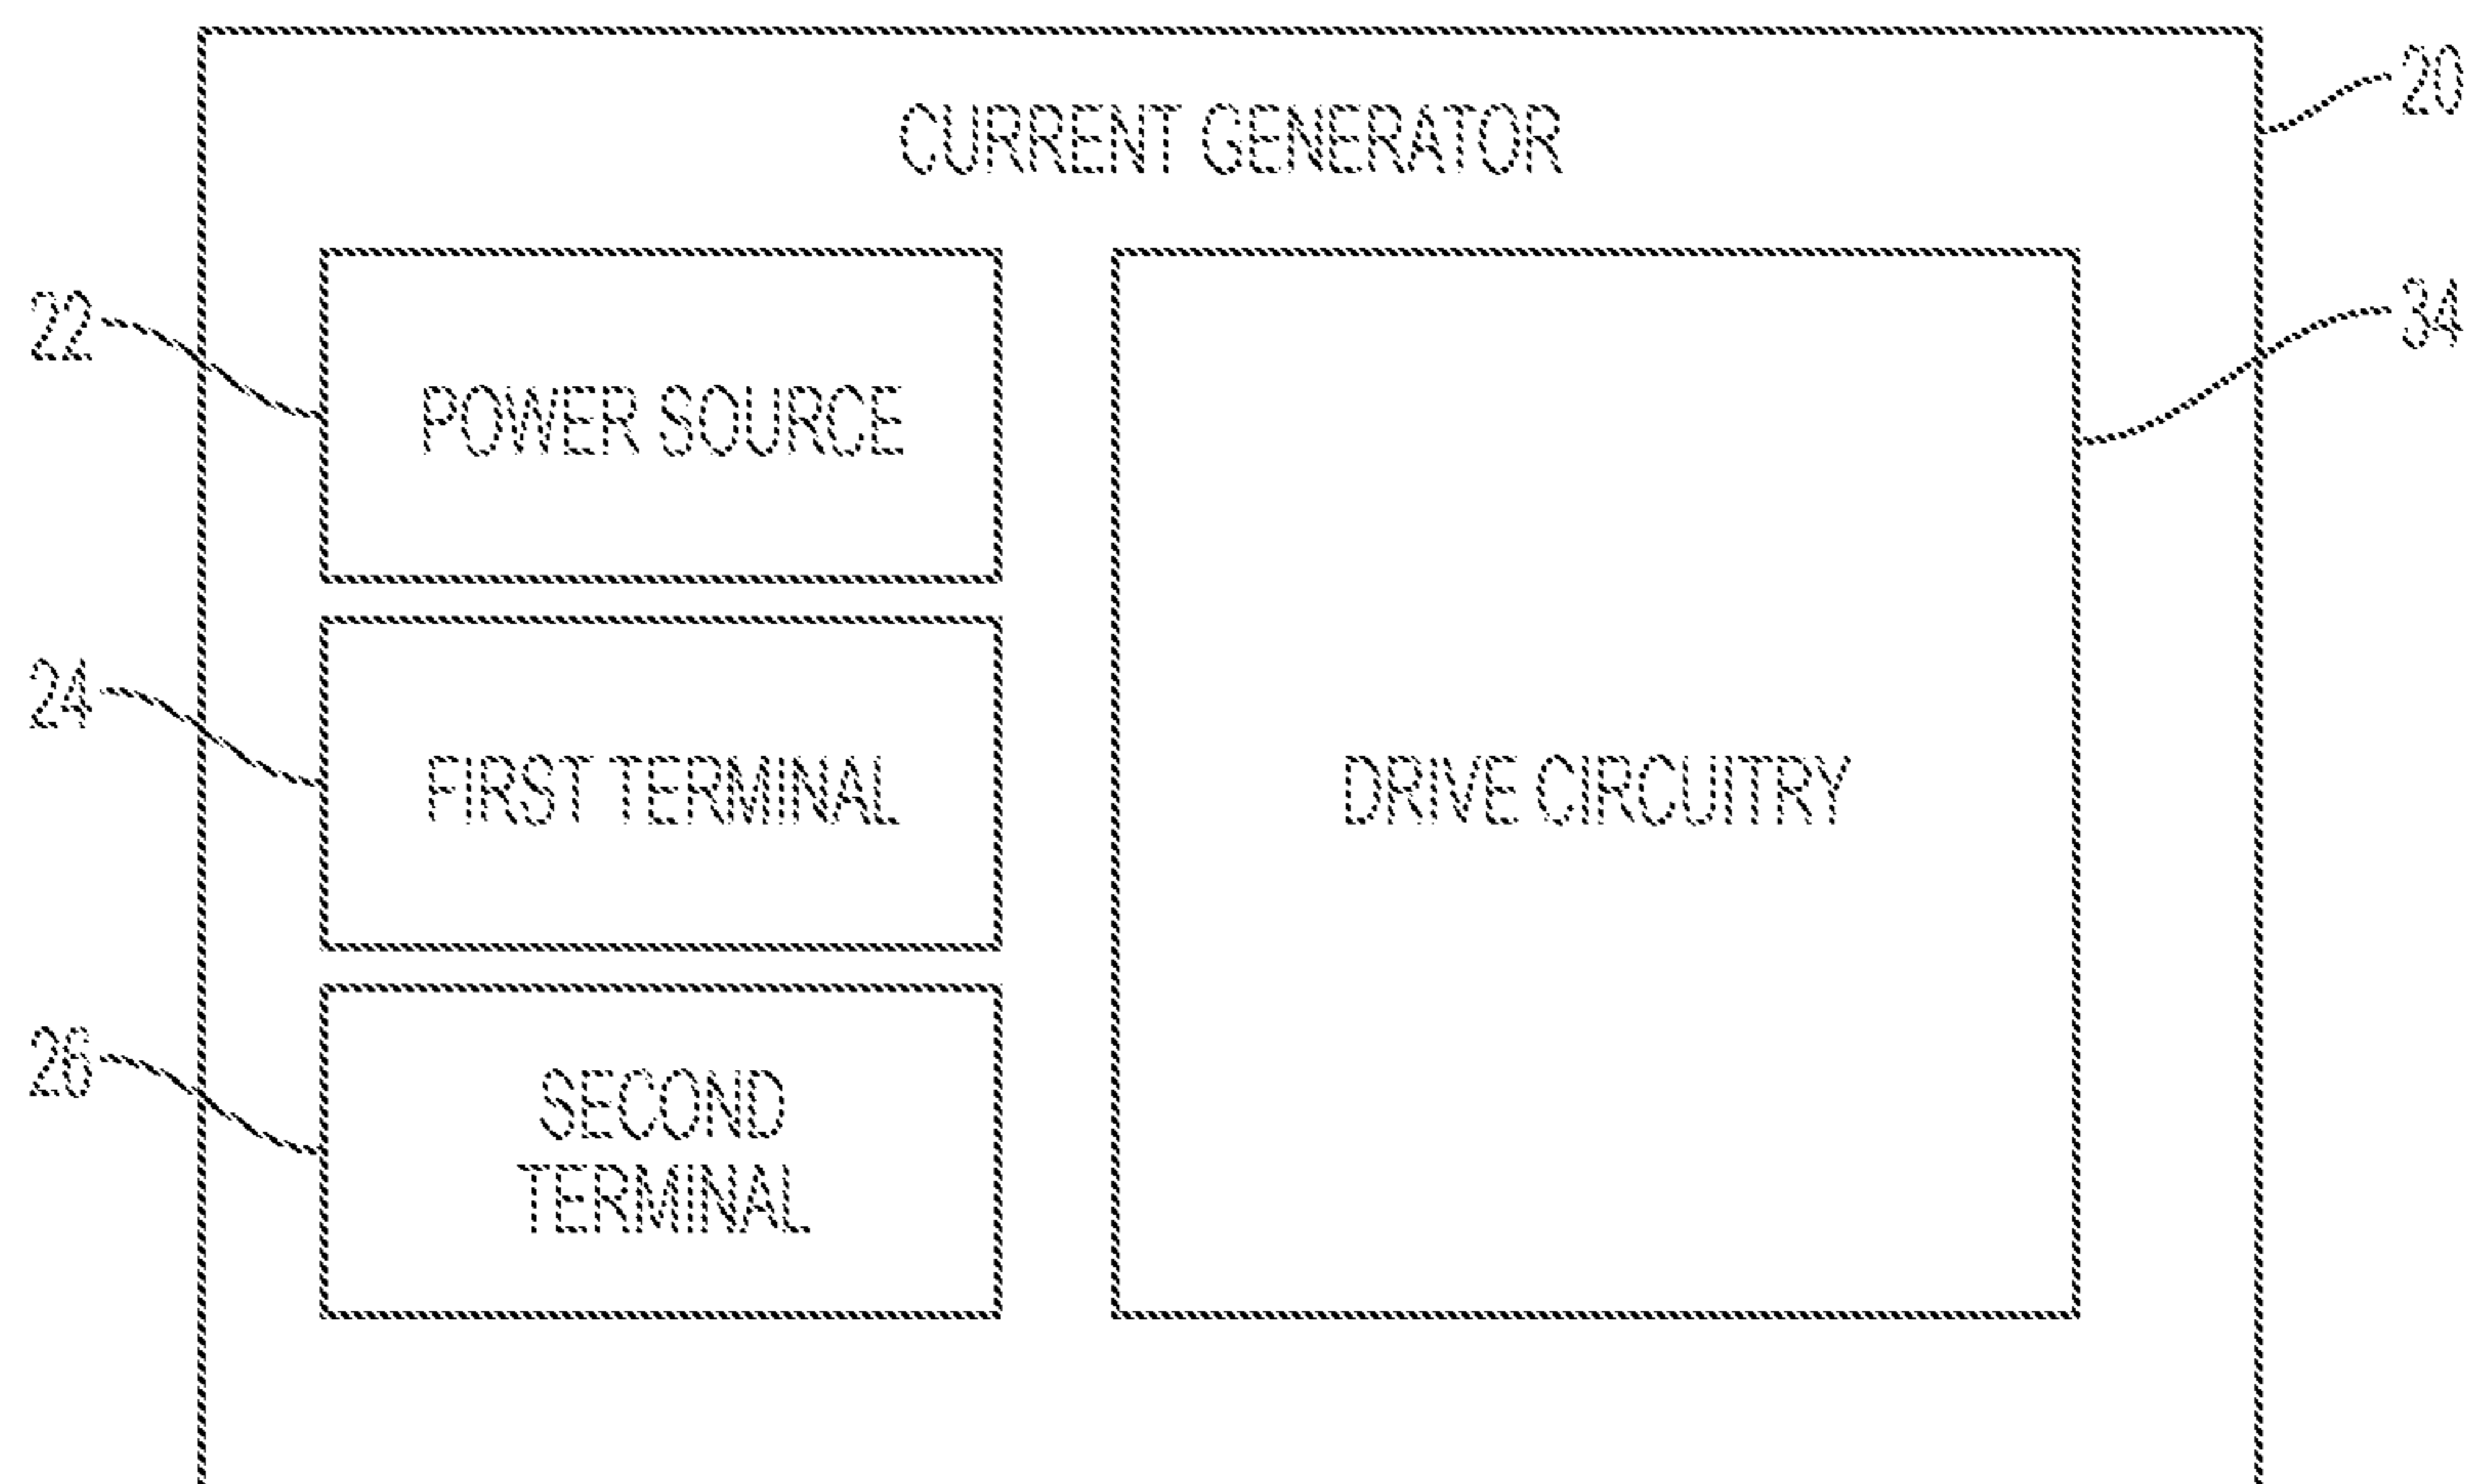 CURRENT GENERATOR
20
22
POWER SOURCE
34
24
FIRST TERMINAL
DRIVE CIRCUITRY
26
SECOND
TERMINAL